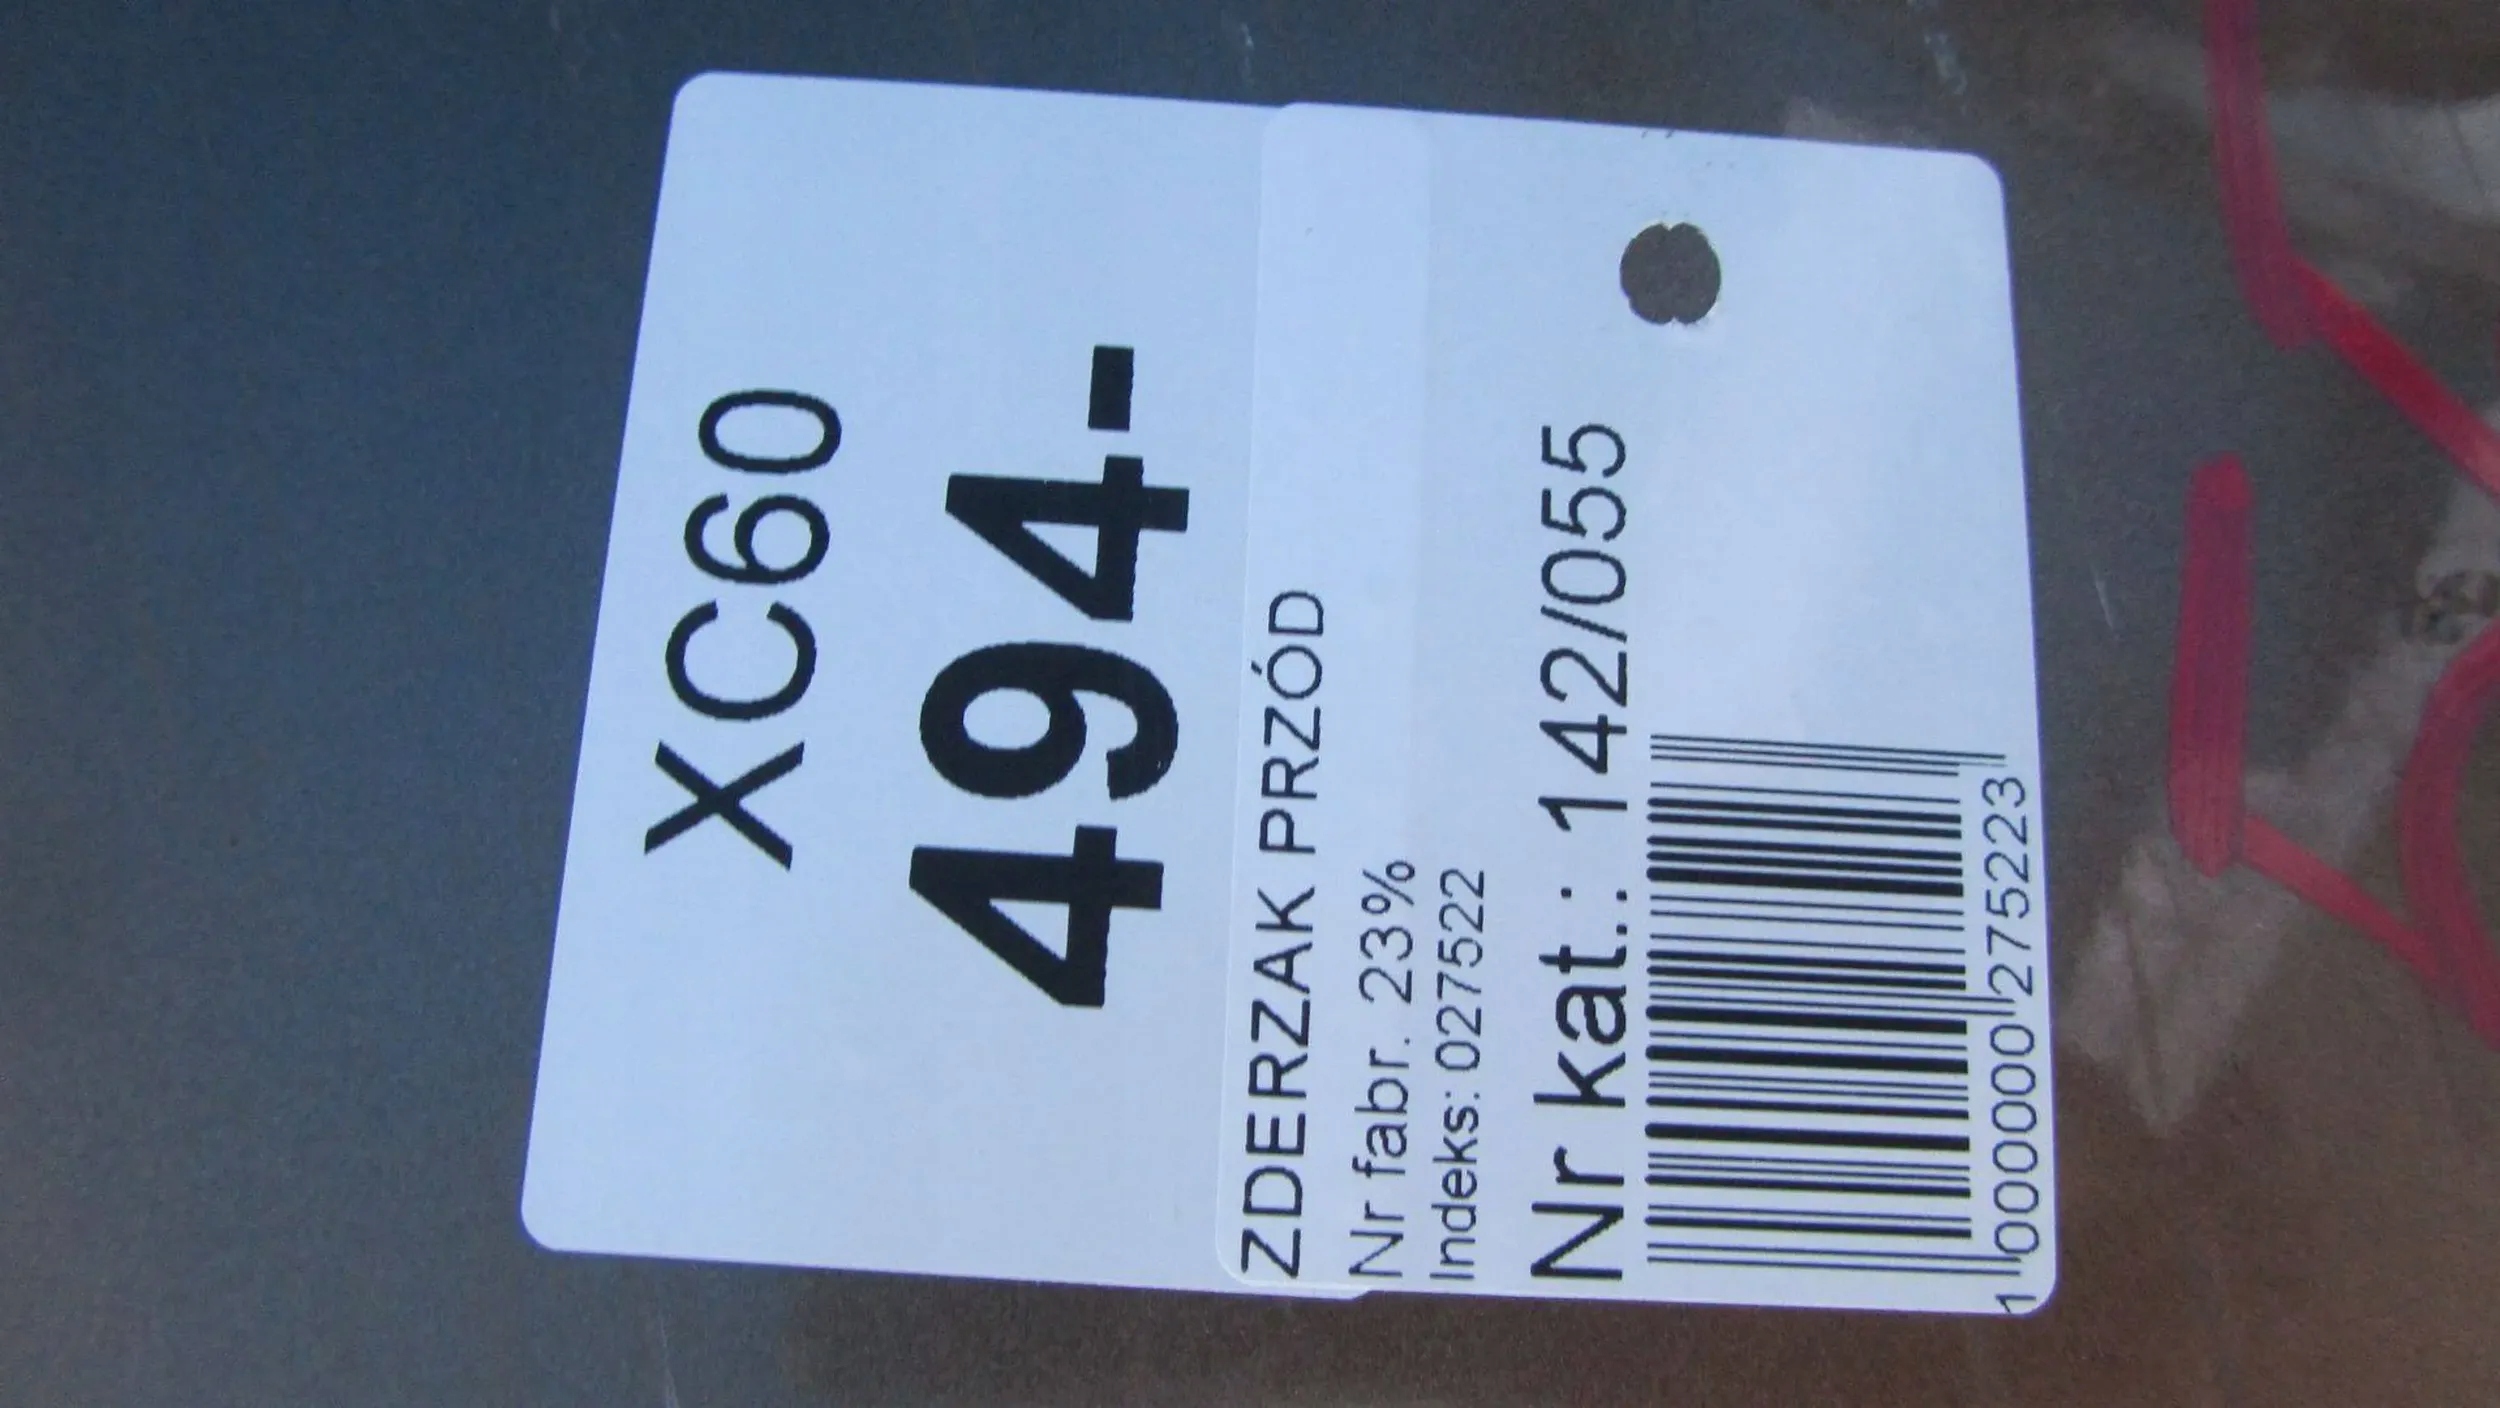 XC60
494-
ZDERZAK PRZÓD
Nr fabr. 23%
Indeks: 027522
Nr kat.: 142/055
1000000275223